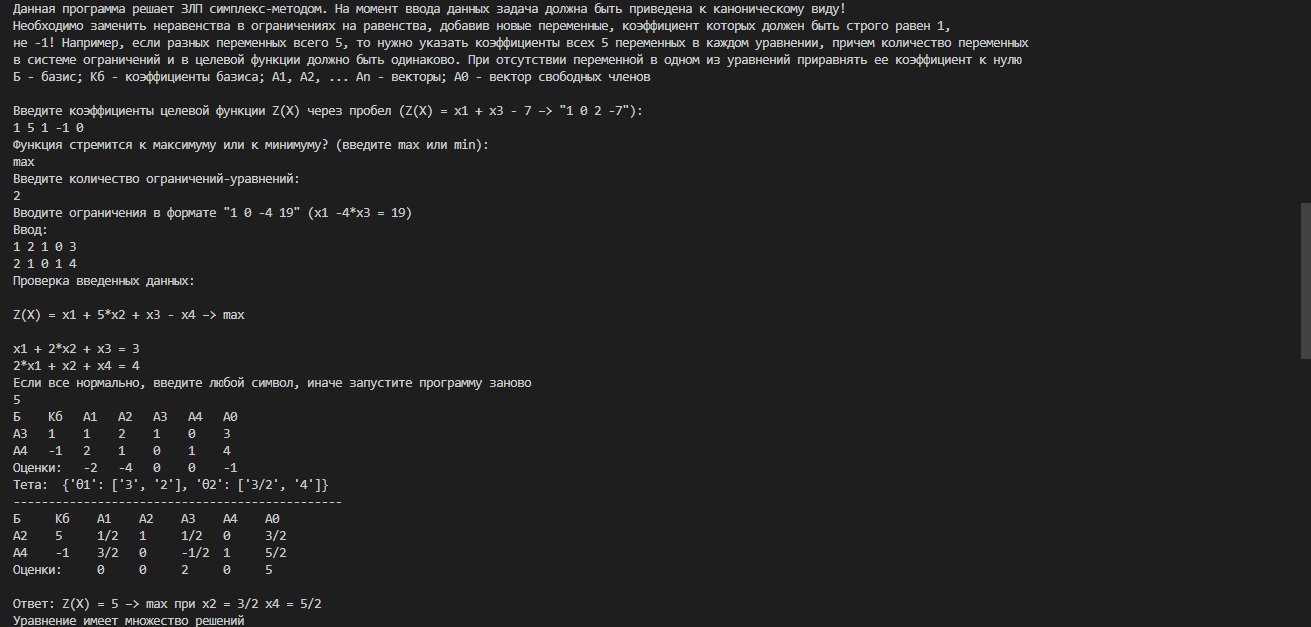 Данная программа решает ЗЛП симплекс-методом. На момент ввода данных задача должна быть приведена к каноническому виду!
Необходимо заменить неравенства в ограничениях на равенства, добавив новые переменные, коэффициент которых должен быть строго равен 1,
не -1! Например, если разных переменных всего 5, то нужно указать коэффициенты всех 5 переменных в каждом уравнении, причем количество переменных
в системе ограничений и в целевой функции должно быть одинаково. При отсутствии переменной в одном из уравнений приравнять ее коэффициент к нулю
Б - базис; Кб - коэффициенты базиса; А1, А2, ... Аn - векторы; А0 - вектор свободных членов
Введите коэффициенты целевой функции Z(X) через пробел (Z(X) = x1 + x3 - 7 –> "1 0 2 -7"):
1 5 1 -1 0
Функция стремится к максимуму или к минимуму? (введите max или min):
max
Введите количество ограничений-уравнений:
2
Вводите ограничения в формате "1 0 -4 19" (x1 -4*x3 = 19)
Ввод:
1 2 1 0 3
2 1 0 1 4
Проверка введенных данных:
Z(X) = x1 + 5*x2 + x3 - x4 –> max
x1 + 2*x2 + x3 = 3
2*x1 + x2 + x4 = 4
Если все нормально, введите любой символ, иначе запустите программу заново
5
Б Кб А1 А2 А3 А4 А0
А3 1 1 2 1 0 3
А4 -1 2 1 0 1 4
Оценки: -2 -4 0 0 -1
Тета: {'θ1': ['3', '2'], 'θ2': ['3/2', '4']}
-----------------------------------------------
Б Кб А1 А2 А3 А4 А0
А2 5 1/2 1 1/2 0 3/2
А4 -1 3/2 0 -1/2 1 5/2
Оценки: 0 0 2 0 5
Ответ: Z(X) = 5 –> max при x2 = 3/2 x4 = 5/2
Уравнение имеет множество решений